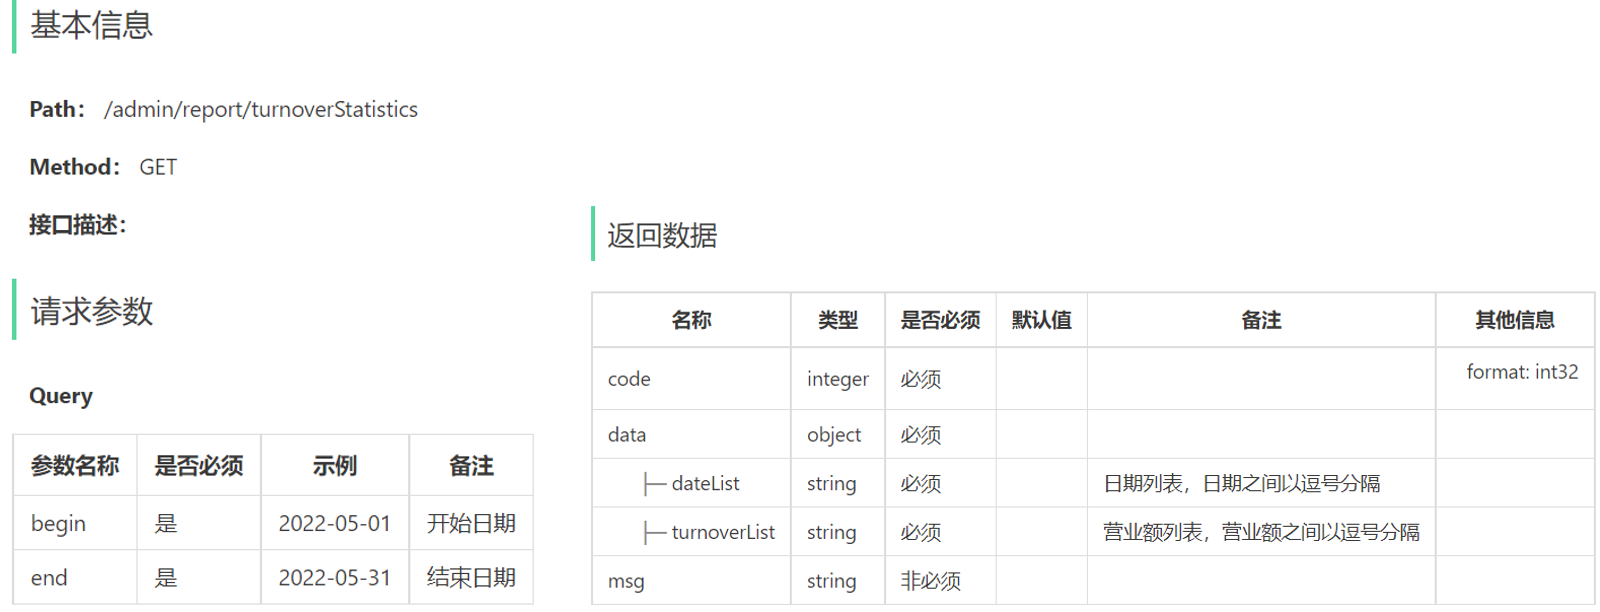 基本信息
Path： /admin/report/turnoverStatistics
Method： GET
接口描述：
请求参数
Query
参数名称 是否必须 示例 备注
begin 是 2022-05-01 开始日期
end 是 2022-05-31 结束日期
返回数据
名称 类型 是否必须 默认值 备注 其他信息
code integer 必须 format: int32
data object 必须
├─ dateList string 必须 日期列表，日期之间以逗号分隔
├─ turnoverList string 必须 营业额列表，营业额之间以逗号分隔
msg string 非必须